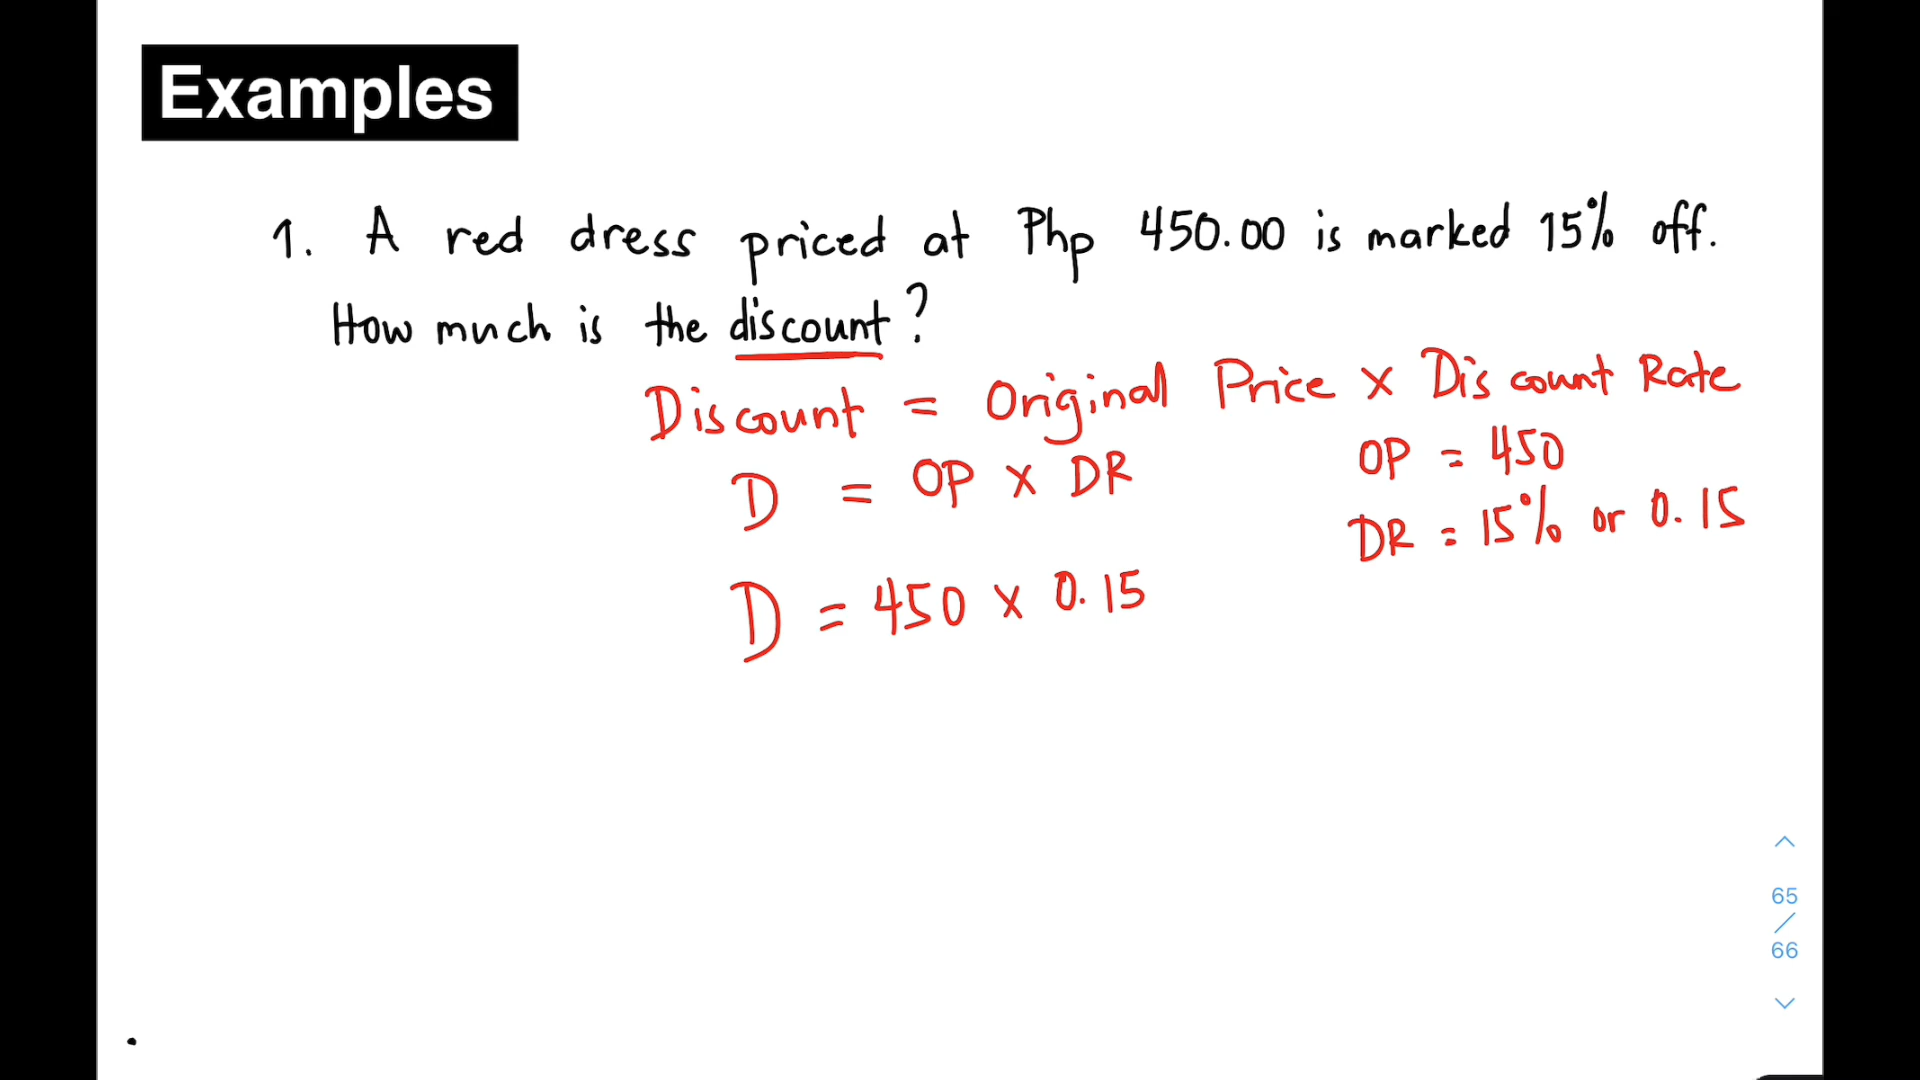 Examples
1. A red dress priced at Php 450.00 is marked 15% off.
How much is the discount?
Discount = Original Price x Discount Rate
D = OP x DR
OP = 450
DR = 15% or 0.15
D = 450 x 0.15
65
/
66